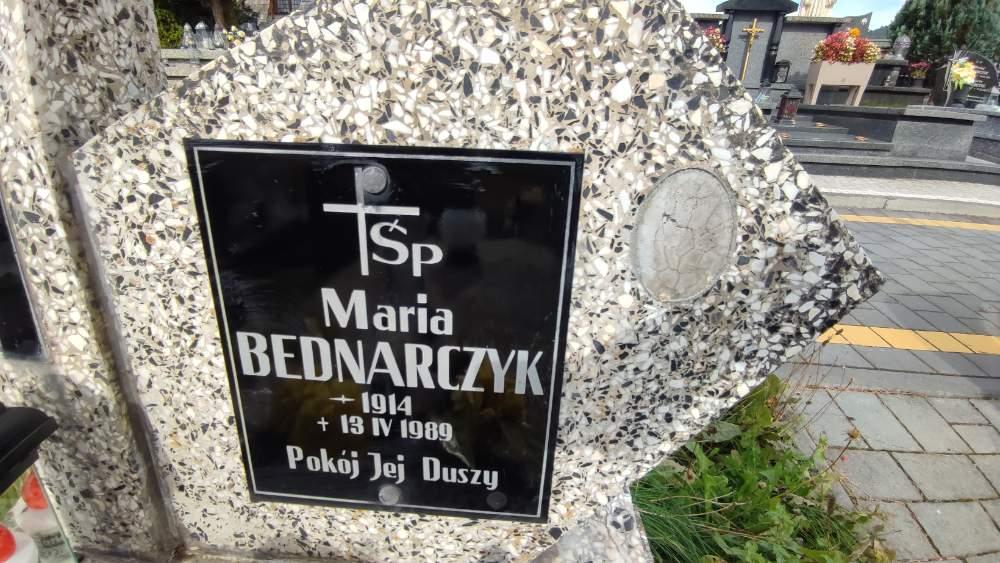 Śp
Maria
BEDNARCZYK
1914
+ 13 IV 1989
Pokój Jej Duszy